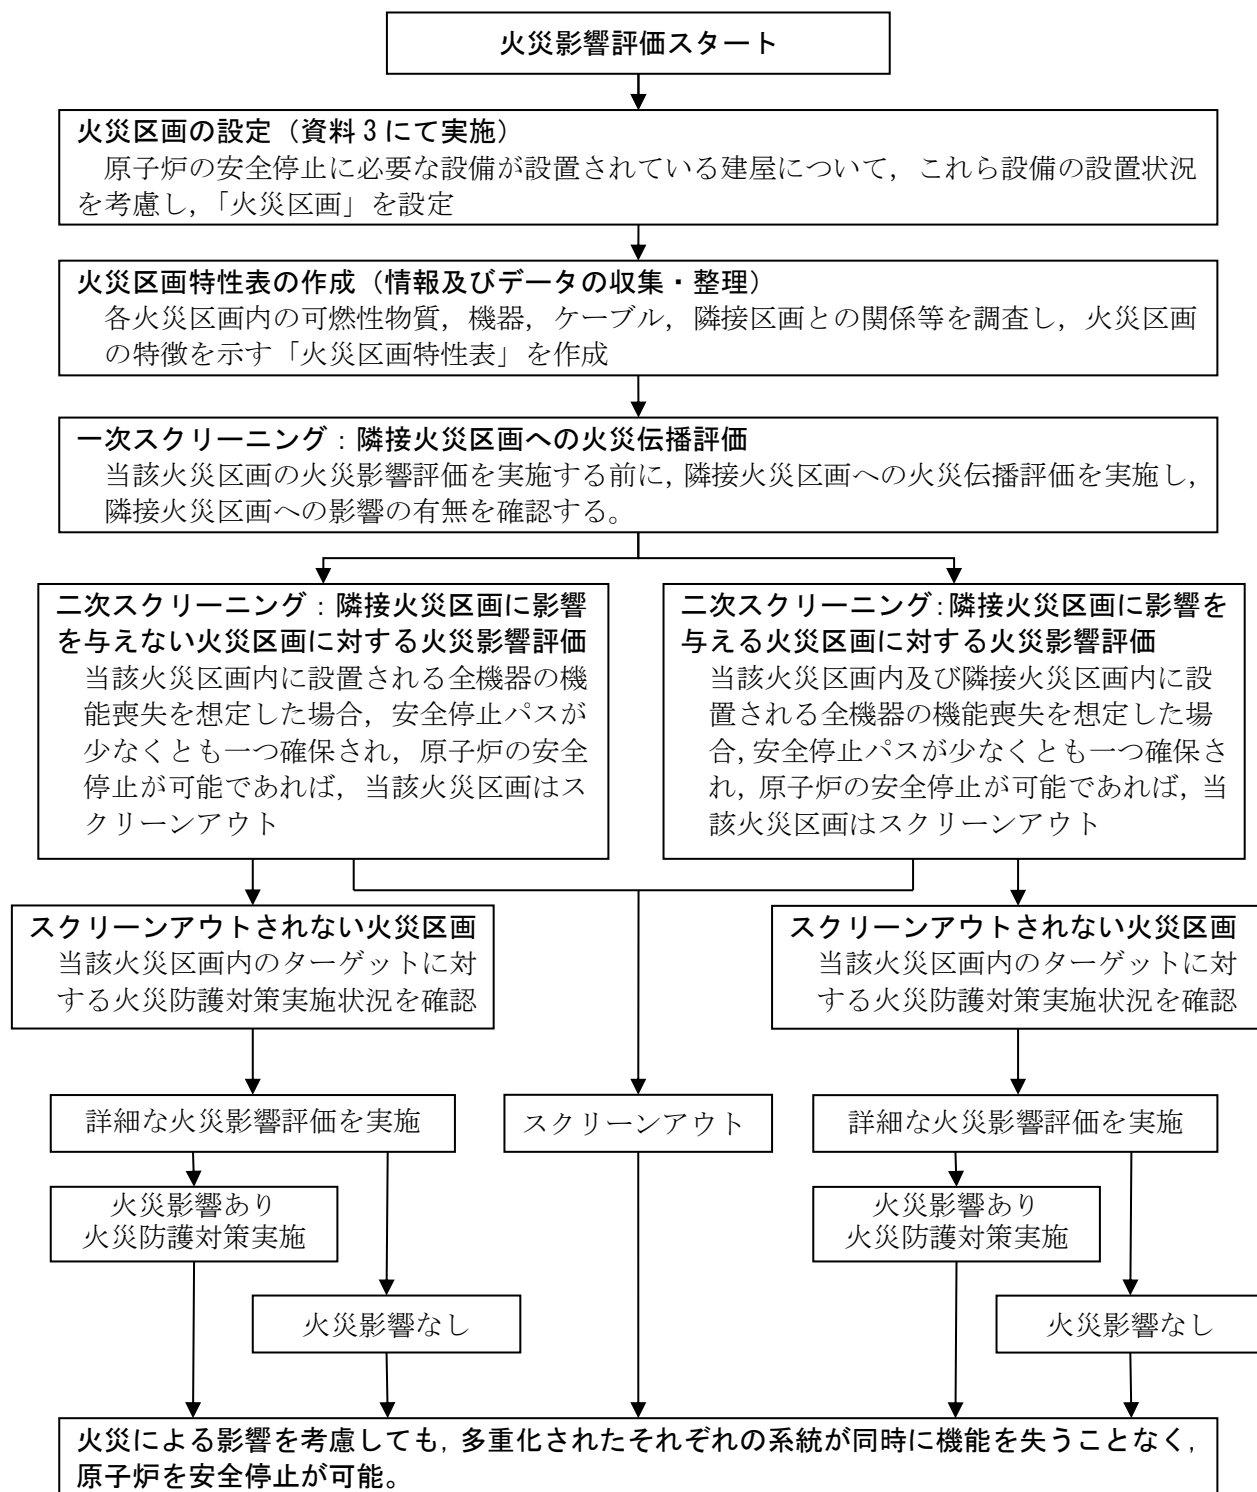 火災影響評価スタート
火災区画の設定（資料3にて実施）
原子炉の安全停止に必要な設備が設置されている建屋について，これら設備の設置状況
を考慮し，「火災区画」を設定
火災区画特性表の作成（情報及びデータの収集・整理）
各火災区画内の可燃性物質，機器，ケーブル，隣接区画との関係等を調査し，火災区画
の特徴を示す「火災区画特性表」を作成
一次スクリーニング：隣接火災区画への火災伝播評価
当該火災区画の火災影響評価を実施する前に，隣接火災区画への火災伝播評価を実施し，
隣接火災区画への影響の有無を確認する。
二次スクリーニング：隣接火災区画に影響
を与えない火災区画に対する火災影響評価
当該火災区画内に設置される全機器の機
能喪失を想定した場合，安全停止パスが
少なくとも一つ確保され，原子炉の安全
停止が可能であれば，当該火災区画はス
クリーンアウト
二次スクリーニング：隣接火災区画に影響を
与える火災区画に対する火災影響評価
当該火災区画内及び隣接火災区画内に設
置される全機器の機能喪失を想定した場
合，安全停止パスが少なくとも一つ確保さ
れ，原子炉の安全停止が可能であれば，当
該火災区画はスクリーンアウト
スクリーンアウトされない火災区画
当該火災区画内のターゲットに対
する火災防護対策実施状況を確認
スクリーンアウトされない火災区画
当該火災区画内のターゲットに対
する火災防護対策実施状況を確認
詳細な火災影響評価を実施
スクリーンアウト
詳細な火災影響評価を実施
火災影響あり
火災防護対策実施
火災影響あり
火災防護対策実施
火災影響なし
火災影響なし
火災による影響を考慮しても，多重化されたそれぞれの系統が同時に機能を失うことなく，
原子炉を安全停止が可能。